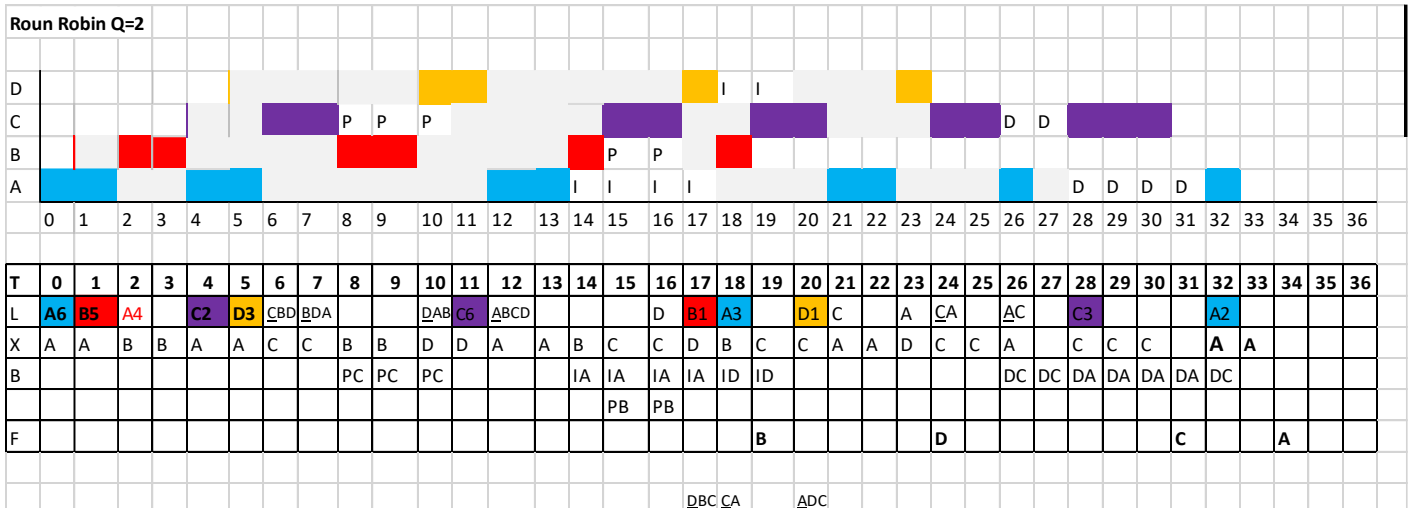 Roun Robin Q=2
D I I
C P P P D D
B P P
A I I I I D D D D
0 1 2 3 4 5 6 7 8 9 10 11 12 13 14 15 16 17 18 19 20 21 22 23 24 25 26 27 28 29 30 31 32 33 34 35 36
T 0 1 2 3 4 5 6 7 8 9 10 11 12 13 14 15 16 17 18 19 20 21 22 23 24 25 26 27 28 29 30 31 32 33 34 35 36
L A6 B5 A4 C2 D3 CBD BDA DAB C6 ABCD D B1 A3 D1 C A CA AC C3 A2
X A A B B A A C C B B D D A A B C C D B C C A A D C C A C C C A A
B PC PC PC IA IA IA IA ID ID DC DC DA DA DA DA DC
PB PB
F B D C A
DBC CA ADC